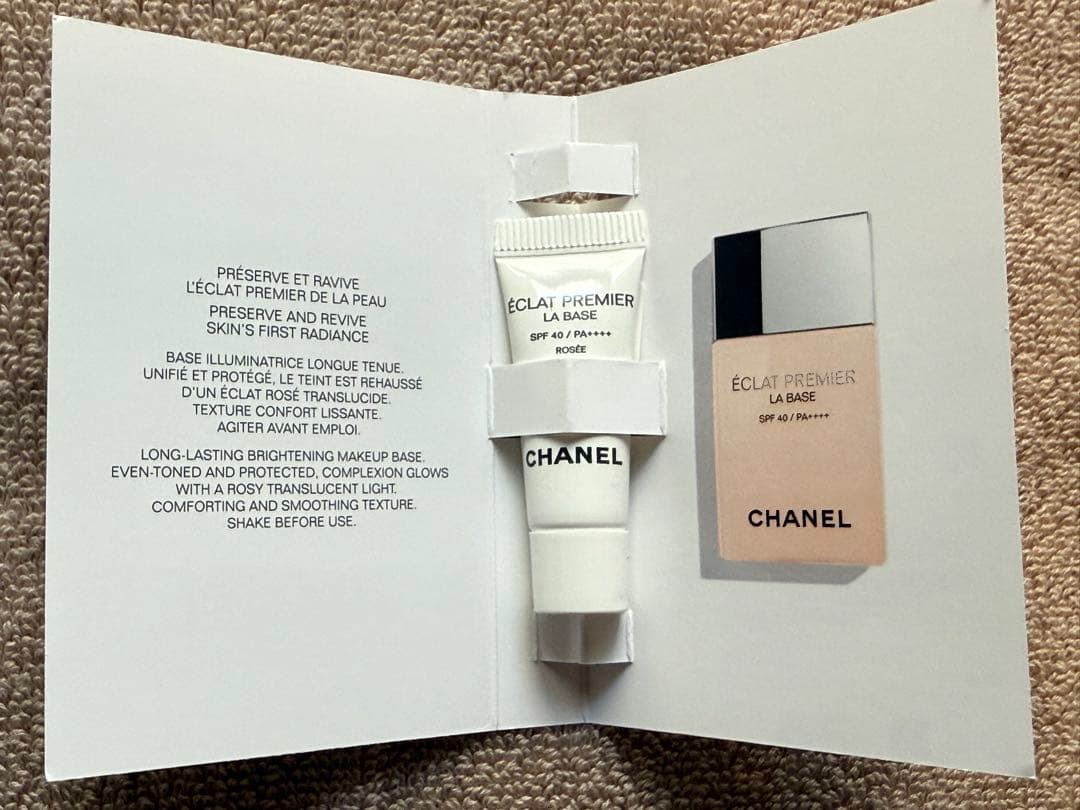 PRÉSERVE ET RAVIVE
L'ÉCLAT PREMIER DE LA PEAU
PRESERVE AND REVIVE
SKIN'S FIRST RADIANCE
BASE ILLUMINATRICE LONGUE TENUE.
UNIFIÉ ET PROTÉGÉ, LE TEINT EST REHAUSSÉ
D'UN ÉCLAT ROSÉ TRANSLUCIDE.
TEXTURE CONFORT LISSANTE.
AGITER AVANT EMPLOI.
LONG-LASTING BRIGHTENING MAKEUP BASE.
EVEN-TONED AND PROTECTED, COMPLEXION GLOWS
WITH A ROSY TRANSLUCENT LIGHT.
COMFORTING AND SMOOTHING TEXTURE.
SHAKE BEFORE USE.
ÉCLAT PREMIER
LA BASE
SPF 40 / PA++++
ROSÉE
CHANEL
ÉCLAT PREMIER
LA BASE
SPF 40 / PA++++
CHANEL